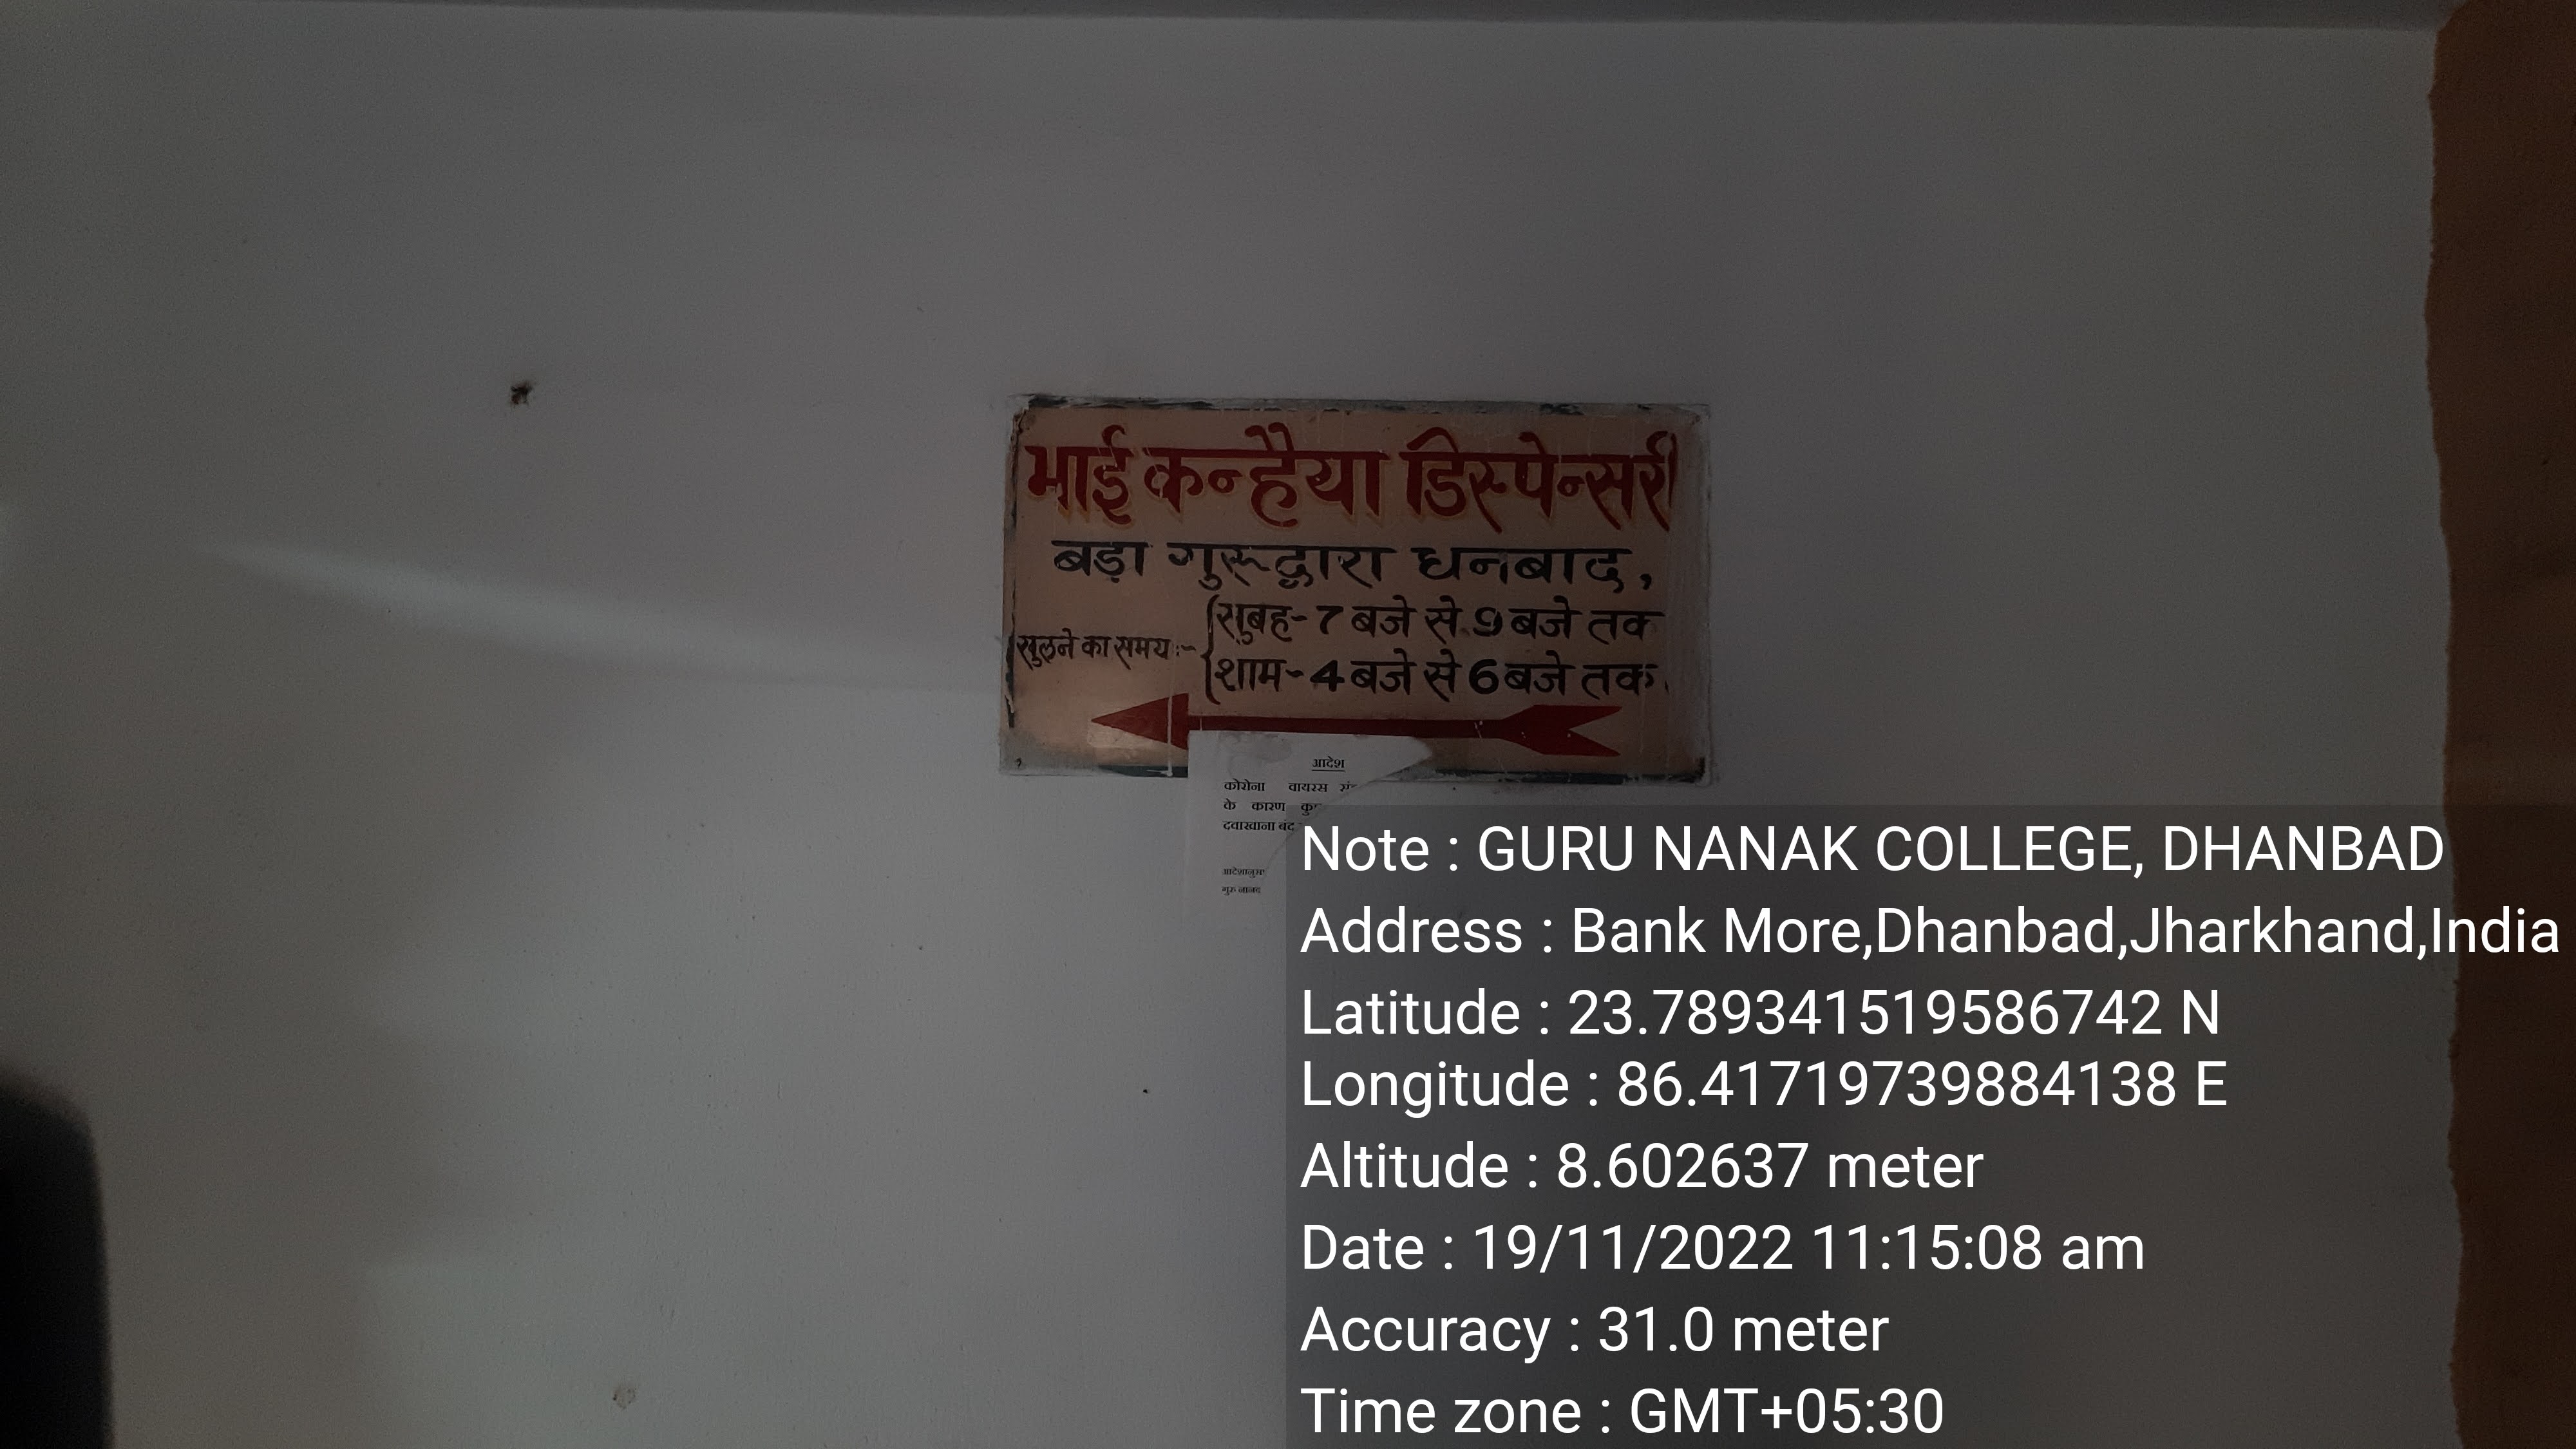 भाई कन्हैया डिस्पेन्सरी
बड़ा गुरूद्वारा धनबाद,
खुलने का समय:-
सुबह- 7 बजे से 9 बजे तक
शाम- 4 बजे से 6 बजे तक.
आदेश
कोरोना वायरस
के कारण
दवाखाना बंद
गुरु
Note : GURU NANAK COLLEGE, DHANBAD
Address : Bank More,Dhanbad,Jharkhand,India
Latitude : 23.789341519586742 N
Longitude : 86.41719739884138 E
Altitude : 8.602637 meter
Date : 19/11/2022 11:15:08 am
Accuracy : 31.0 meter
Time zone : GMT+05:30